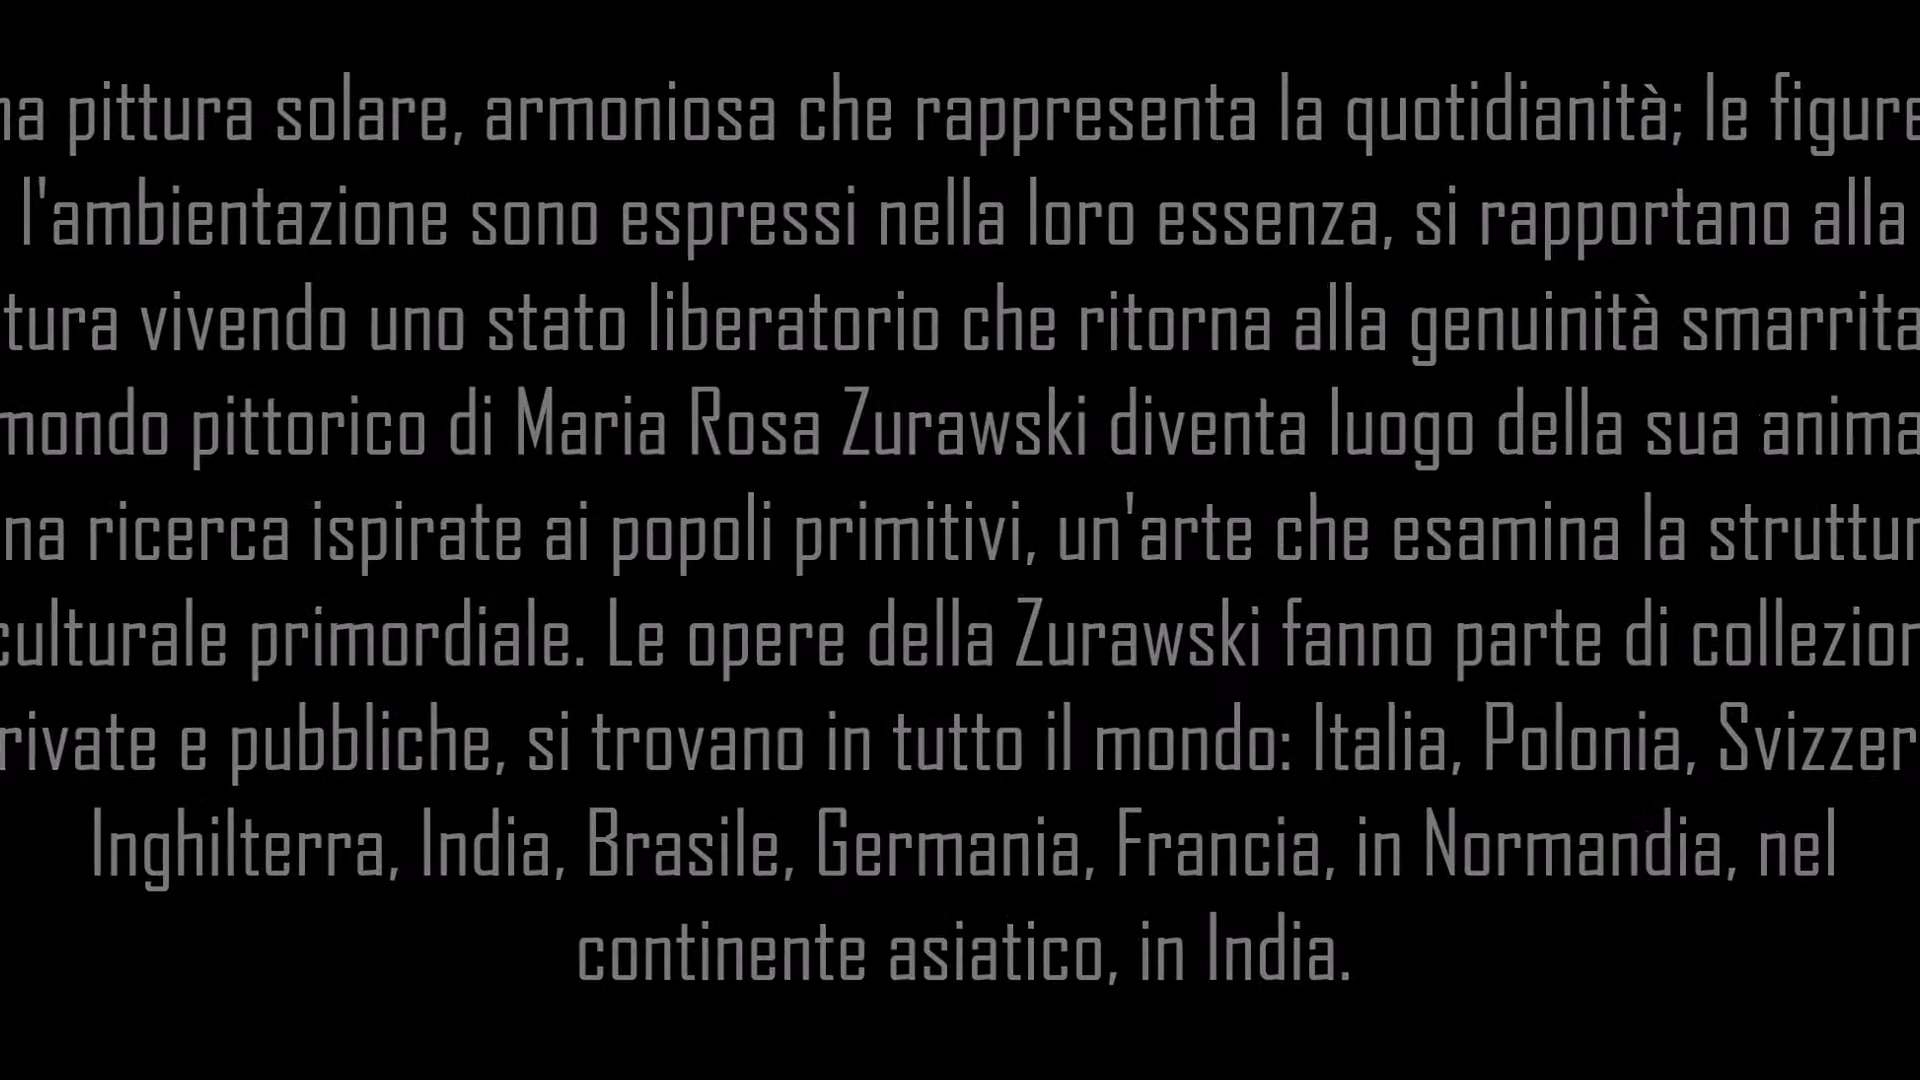 na pittura solare, armoniosa che rappresenta la quotidianità; le figure
l'ambientazione sono espressi nella loro essenza, si rapportano alla
tura vivendo uno stato liberatorio che ritorna alla genuinità smarrita
mondo pittorico di Maria Rosa Zurawski diventa luogo della sua anima
na ricerca ispirate ai popoli primitivi, un'arte che esamina la struttur
culturale primordiale. Le opere della Zurawski fanno parte di collezion
rivate e pubbliche, si trovano in tutto il mondo: Italia, Polonia, Svizzer
Inghilterra, India, Brasile, Germania, Francia, in Normandia, nel
continente asiatico, in India.